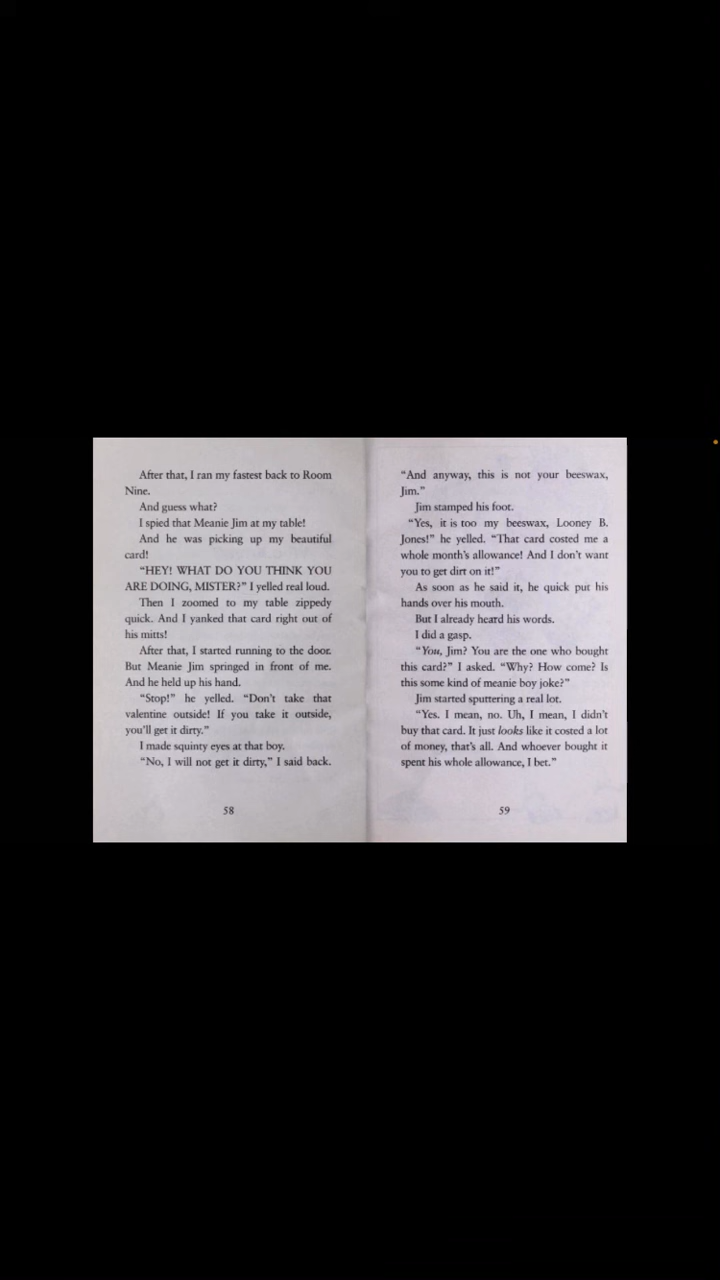 After that, I ran my fastest back to Room
Nine.
And guess what?
I spied that Meanie Jim at my table!
And he was picking up my beautiful
card!
“HEY! WHAT DO YOU THINK YOU
ARE DOING, MISTER?” I yelled real loud.
Then I zoomed to my table zippedy
quick. And I yanked that card right out of
his mitts!
After that, I started running to the door.
But Meanie Jim springed in front of me.
And he held up his hand.
“Stop!” he yelled. “Don’t take that
valentine outside! If you take it outside,
you’ll get it dirty.”
I made squinty eyes at that boy.
“No, I will not get it dirty,” I said back.
58
“And anyway, this is not your beeswax,
Jim.”
Jim stamped his foot.
“Yes, it is too my beeswax, Looney B.
Jones!” he yelled. “That card costed me a
whole month’s allowance! And I don’t want
you to get dirt on it!”
As soon as he said it, he quick put his
hands over his mouth.
But I already heard his words.
I did a gasp.
“You, Jim? You are the one who bought
this card?” I asked. “Why? How come? Is
this some kind of meanie boy joke?”
Jim started sputtering a real lot.
“Yes. I mean, no. Uh, I mean, I didn’t
buy that card. It just looks like it costed a lot
of money, that’s all. And whoever bought it
spent his whole allowance, I bet.”
59